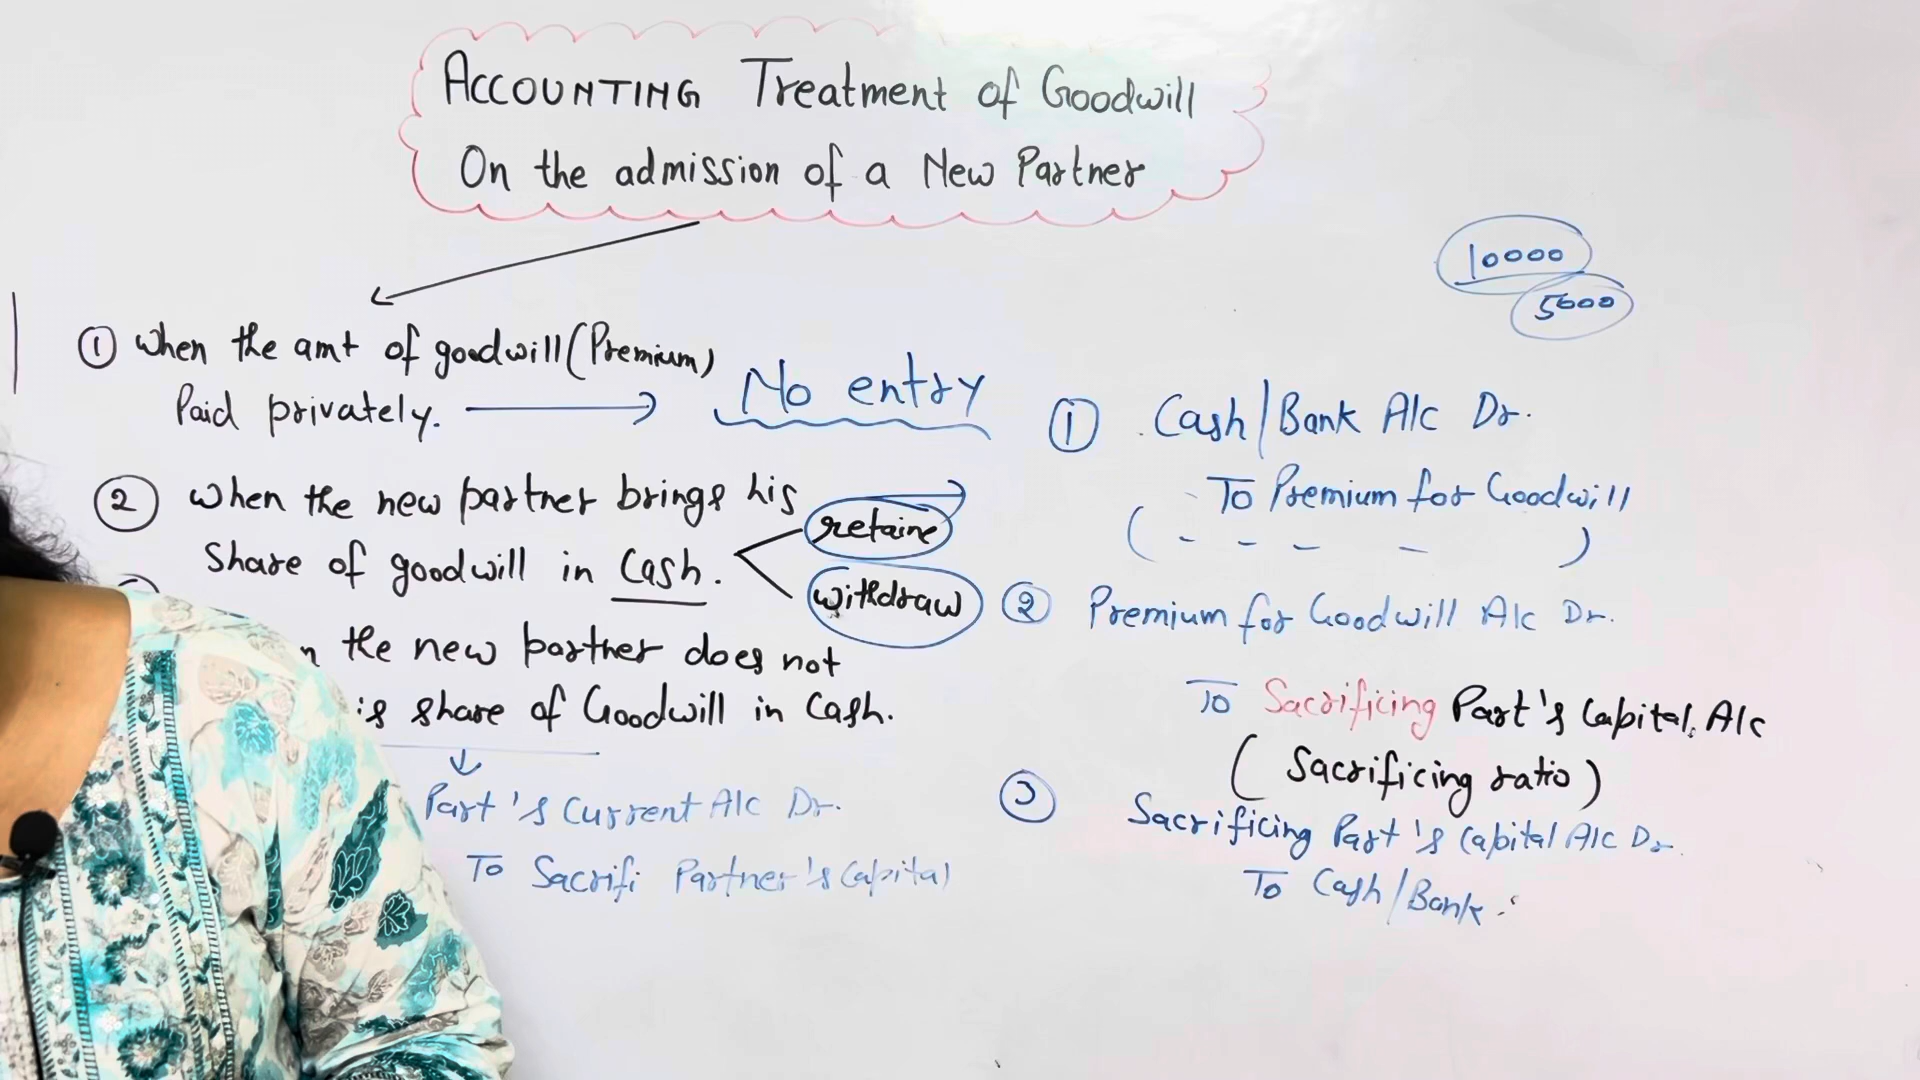 ACCOUNTING Treatment of Goodwill
On the admission of a New Partner
10000
5000
① When the amt of goodwill (Premium)
Paid privately.
No entry
② When the new partner brings his
Share of goodwill in Cash.
retaine
withdraw
the new partner does not
is share of Goodwill in Cash.
Part's Current A/c Dr.
To Sacrifi Partner's Capital
① Cash/Bank A/c Dr.
To Premium for Goodwill
( - - - - )
② Premium for Goodwill A/c Dr.
To Sacrificing Part's Capital A/c
( Sacrificing ratio )
③ Sacrificing Part's Capital A/c Dr.
To Cash/Bank